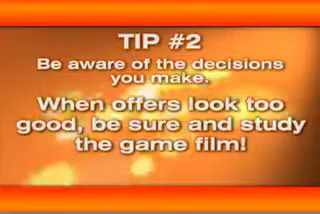 TIP #2
Be aware of the decisions
you make.
When offers look too
good, be sure and study
the game film!